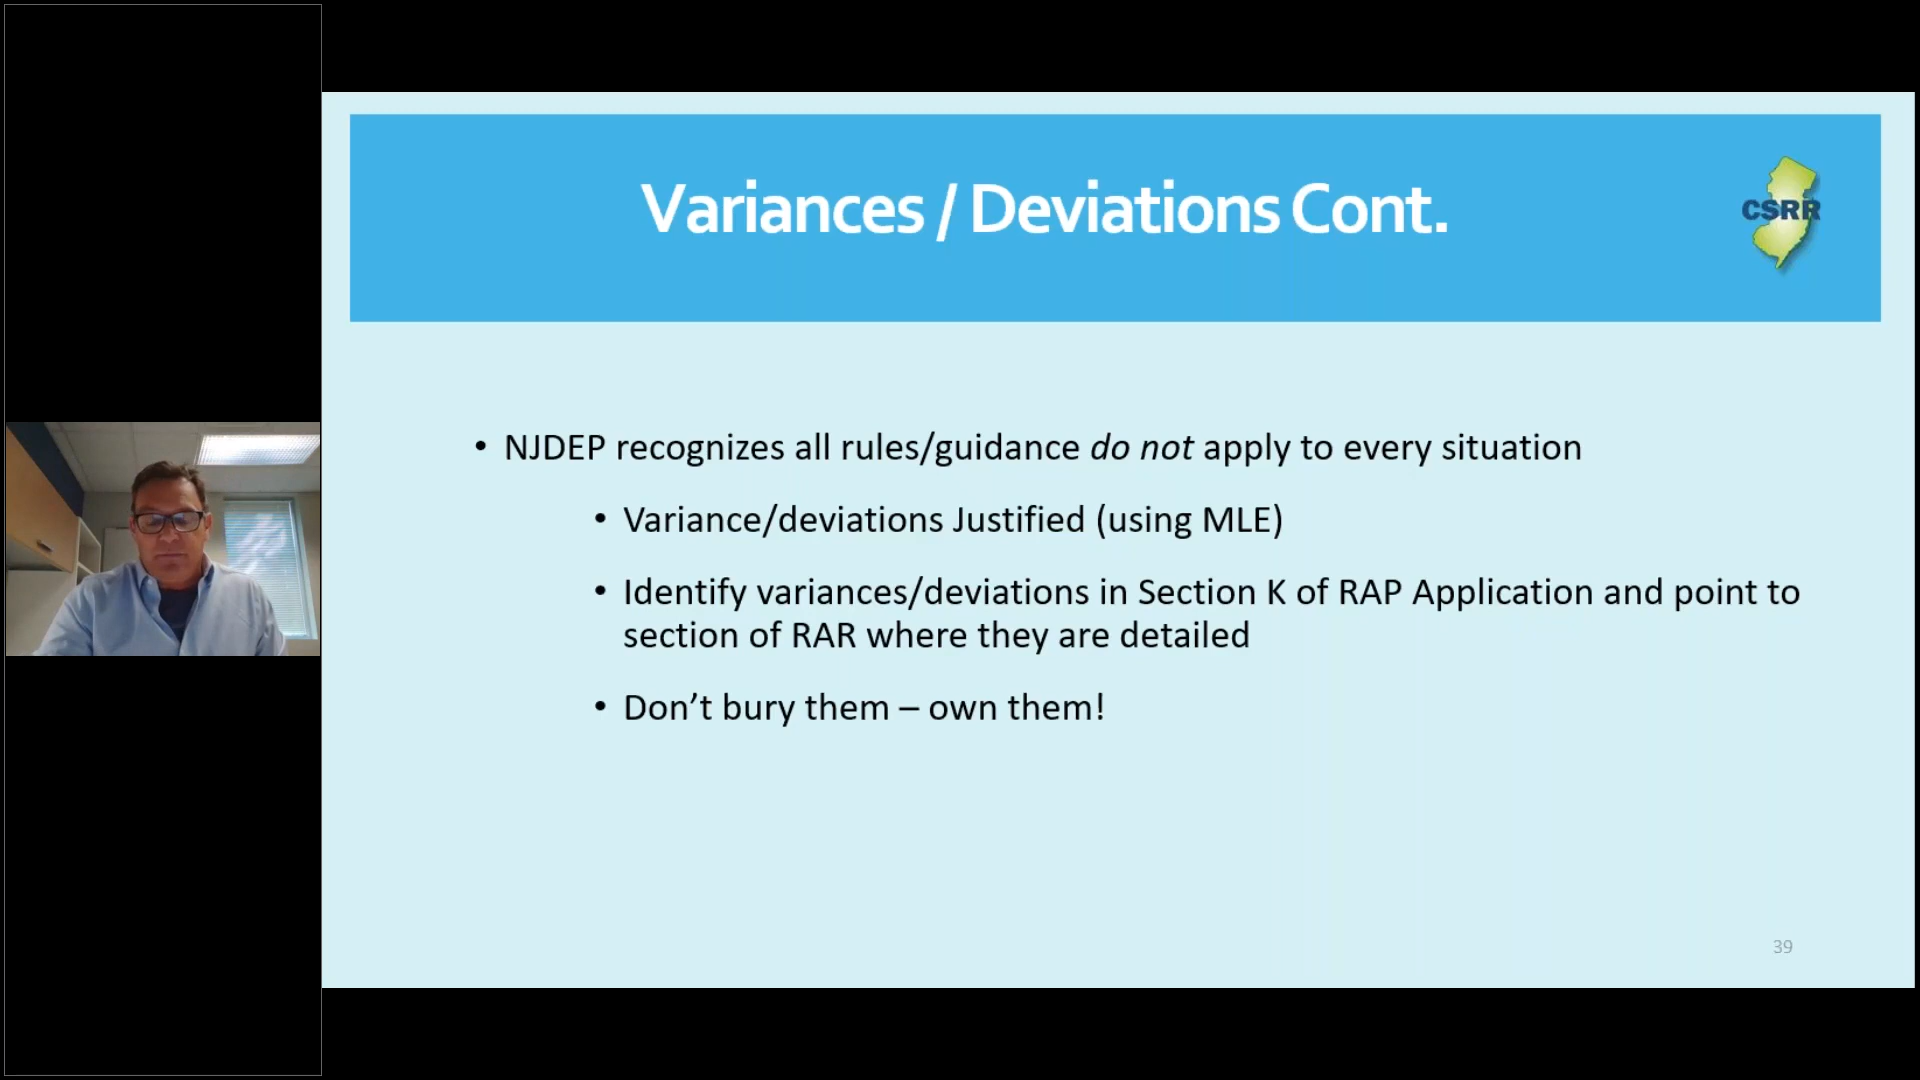 Variances / Deviations Cont.
CSRR
• NJDEP recognizes all rules/guidance do not apply to every situation
• Variance/deviations Justified (using MLE)
• Identify variances/deviations in Section K of RAP Application and point to
section of RAR where they are detailed
• Don’t bury them – own them!
39